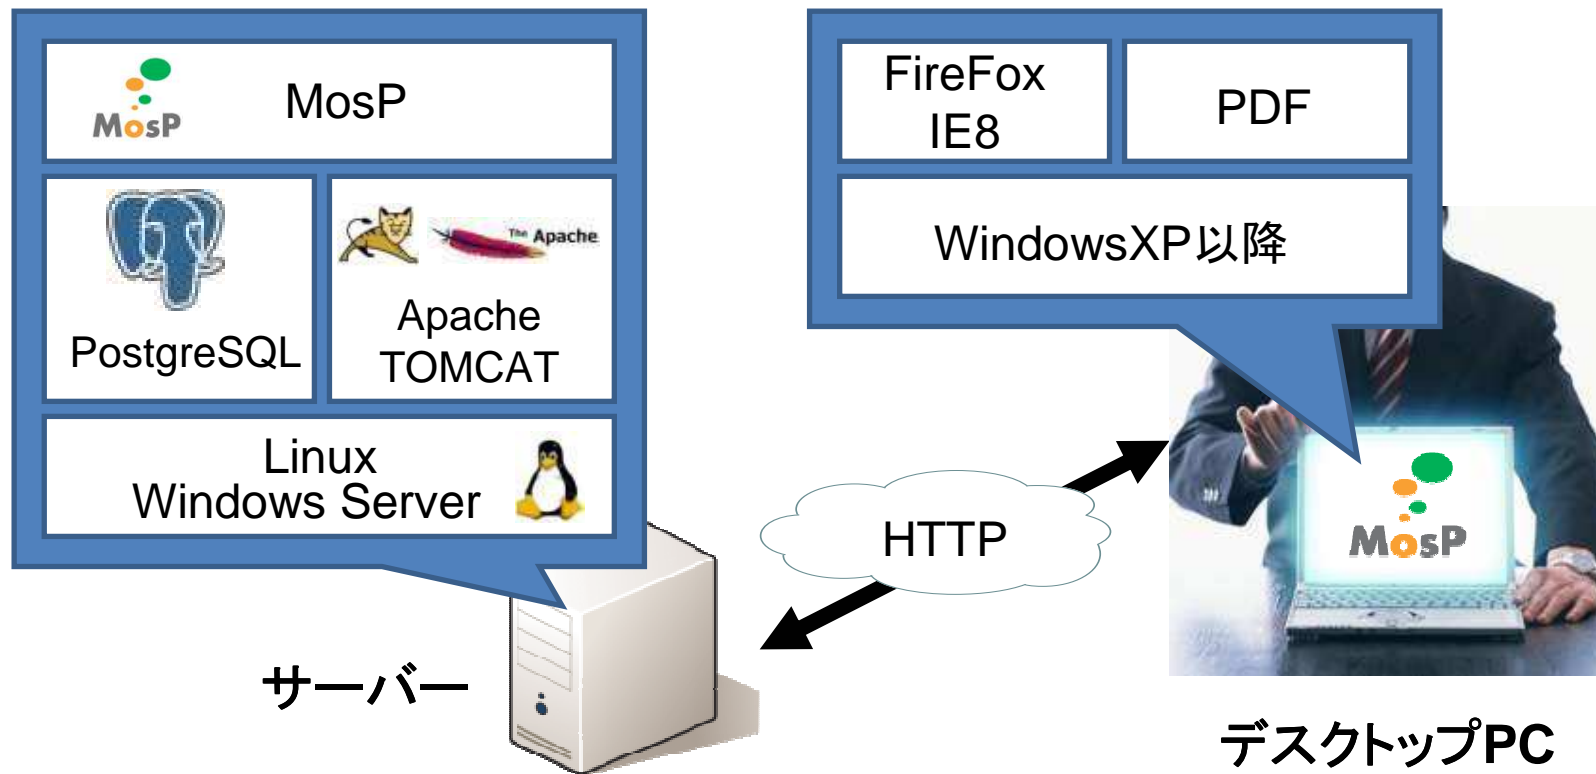 MosP
MosP
PostgreSQL
The Apache
Apache
TOMCAT
Linux
Windows Server
サーバー
HTTP
FireFox
IE8
PDF
WindowsXP以降
MosP
デスクトップPC